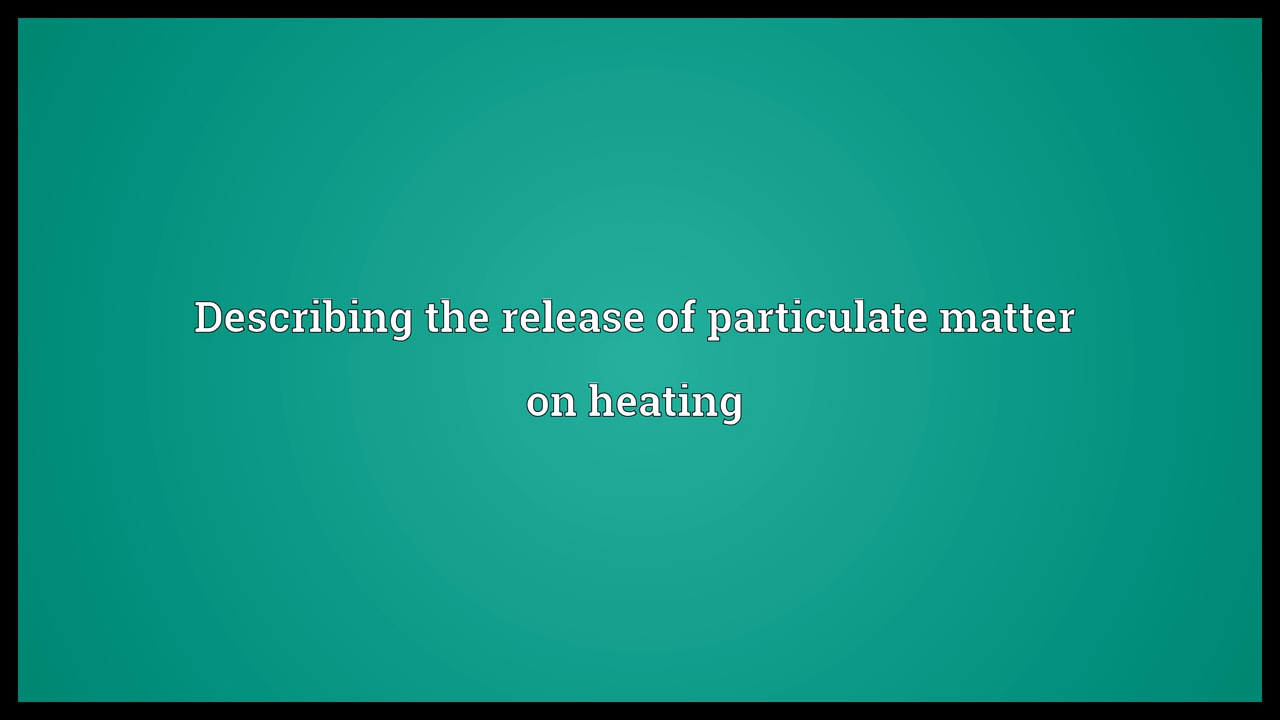 Describing the release of particulate matter
on heating